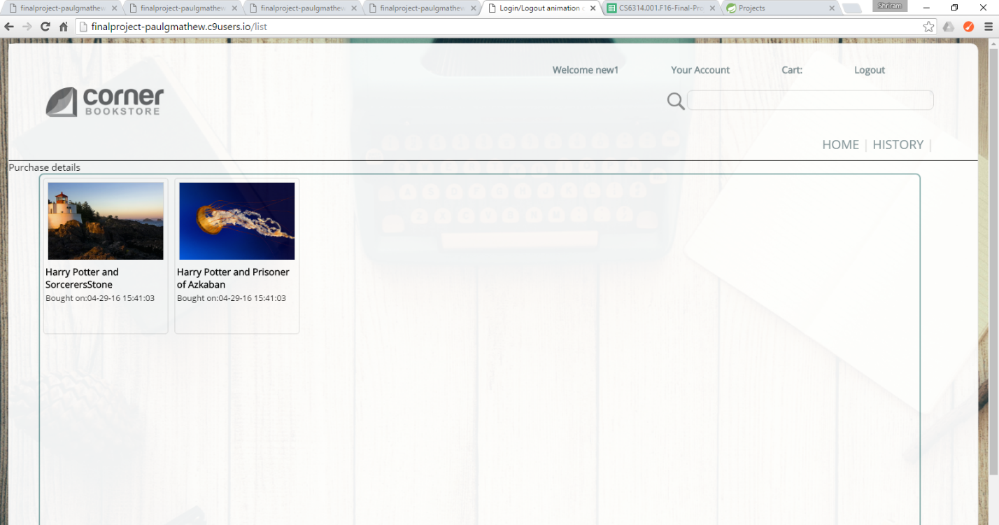 finalproject-paulgmathew
finalproject-paulgmathew
finalproject-paulgmathew
finalproject-paulgmathew
Login/Logout animation
CS6314.001.F16-Final-Pro
Projects
Shriram
finalproject-paulgmathew.c9users.io/list
Welcome new1
Your Account
Cart:
Logout
corner
BOOKSTORE
HOME | HISTORY |
Purchase details
Harry Potter and
SorcerersStone
Bought on:04-29-16 15:41:03
Harry Potter and Prisoner
of Azkaban
Bought on:04-29-16 15:41:03